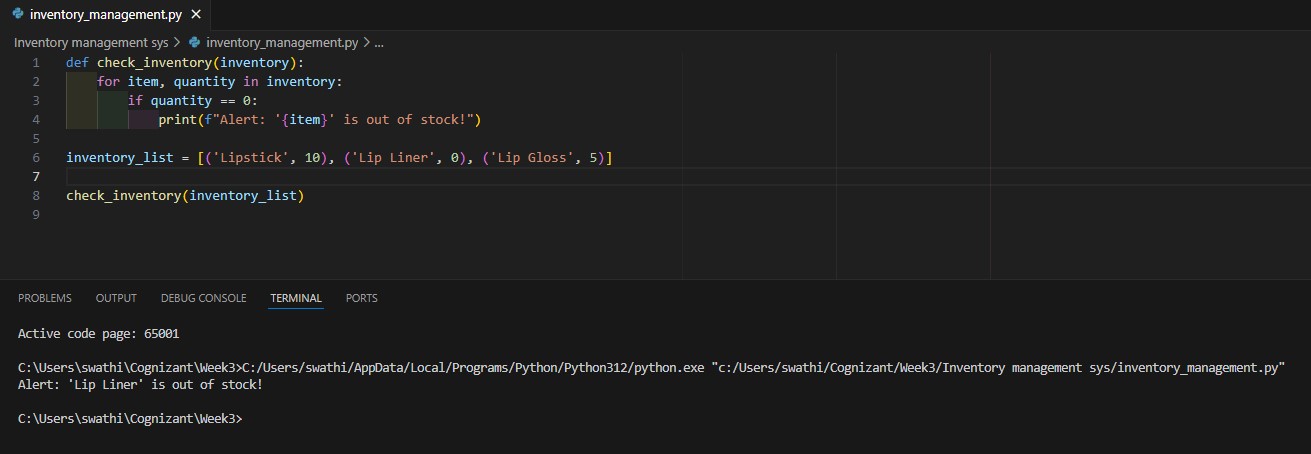 inventory_management.py ×
Inventory management sys > inventory_management.py > ...
1 def check_inventory(inventory):
2     for item, quantity in inventory:
3         if quantity == 0:
4             print(f"Alert: '{item}' is out of stock!")
5
6 inventory_list = [('Lipstick', 10), ('Lip Liner', 0), ('Lip Gloss', 5)]
7
8 check_inventory(inventory_list)
9
PROBLEMS OUTPUT DEBUG CONSOLE TERMINAL PORTS
Active code page: 65001
C:\Users\swathi\Cognizant\Week3>C:/Users/swathi/AppData/Local/Programs/Python/Python312/python.exe "c:/Users/swathi/Cognizant/Week3/Inventory management sys/inventory_management.py"
Alert: 'Lip Liner' is out of stock!
C:\Users\swathi\Cognizant\Week3>